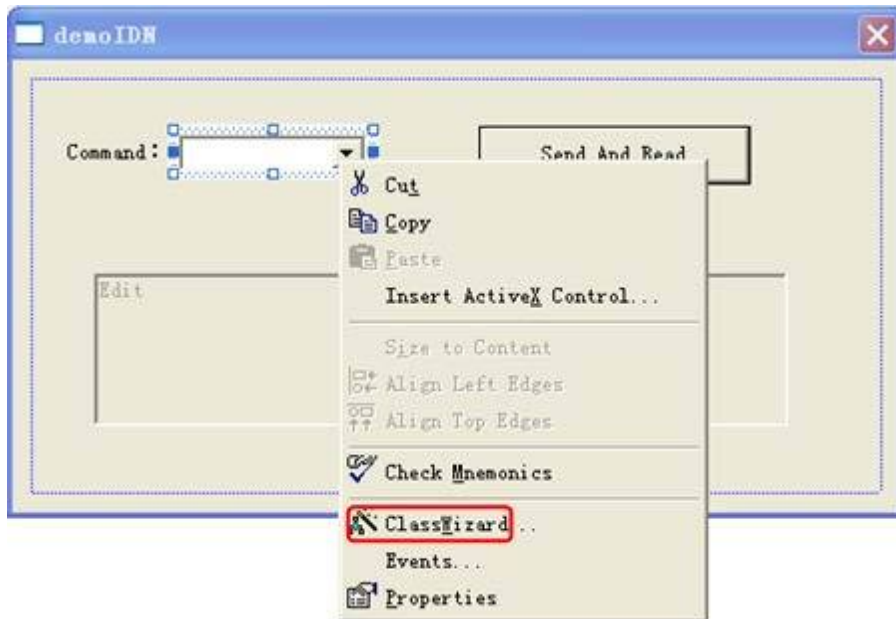 demoIDN
Command:
Send And Read
Edit
Cut
Copy
Paste
Insert ActiveX Control...
Size to Content
Align Left Edges
Align Top Edges
Check Mnemonics
ClassWizard...
Events...
Properties